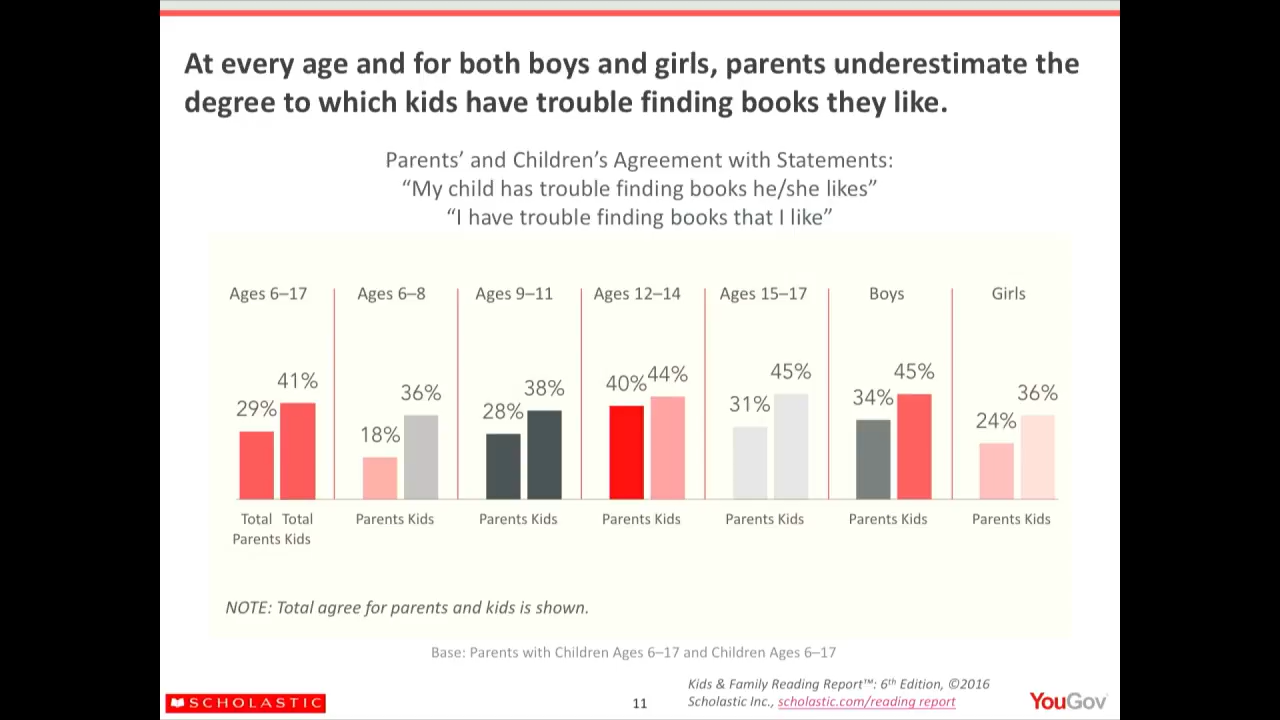 At every age and for both boys and girls, parents underestimate the
degree to which kids have trouble finding books they like.
Parents’ and Children’s Agreement with Statements:
“My child has trouble finding books he/she likes”
“I have trouble finding books that I like”
Ages 6–17
Ages 6–8
Ages 9–11
Ages 12–14
Ages 15–17
Boys
Girls
29%
41%
18%
36%
28%
38%
40%
44%
31%
45%
34%
45%
24%
36%
Total Total
Parents Kids
Parents Kids
Parents Kids
Parents Kids
Parents Kids
Parents Kids
Parents Kids
NOTE: Total agree for parents and kids is shown.
Base: Parents with Children Ages 6–17 and Children Ages 6–17
SCHOLASTIC
11
Kids & Family Reading Report™: 6th Edition, ©2016
Scholastic Inc., scholastic.com/reading report
YouGov